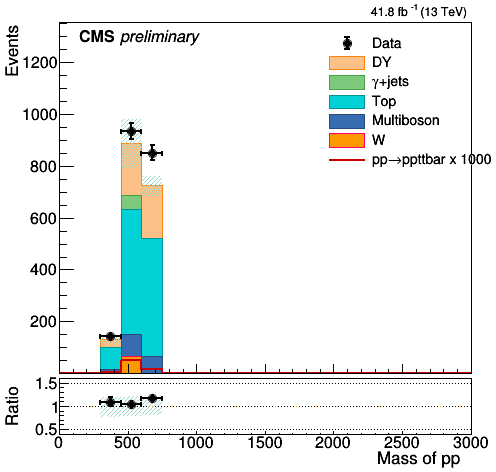 41.8 fb⁻¹ (13 TeV)
CMS preliminary
Events
Data
DY
γ+jets
Top
Multiboson
W
pp→ppttbar x 1000
1200
1000
800
600
400
200
Ratio
1.5
1
0.5
0 500 1000 1500 2000 2500 3000
Mass of pp